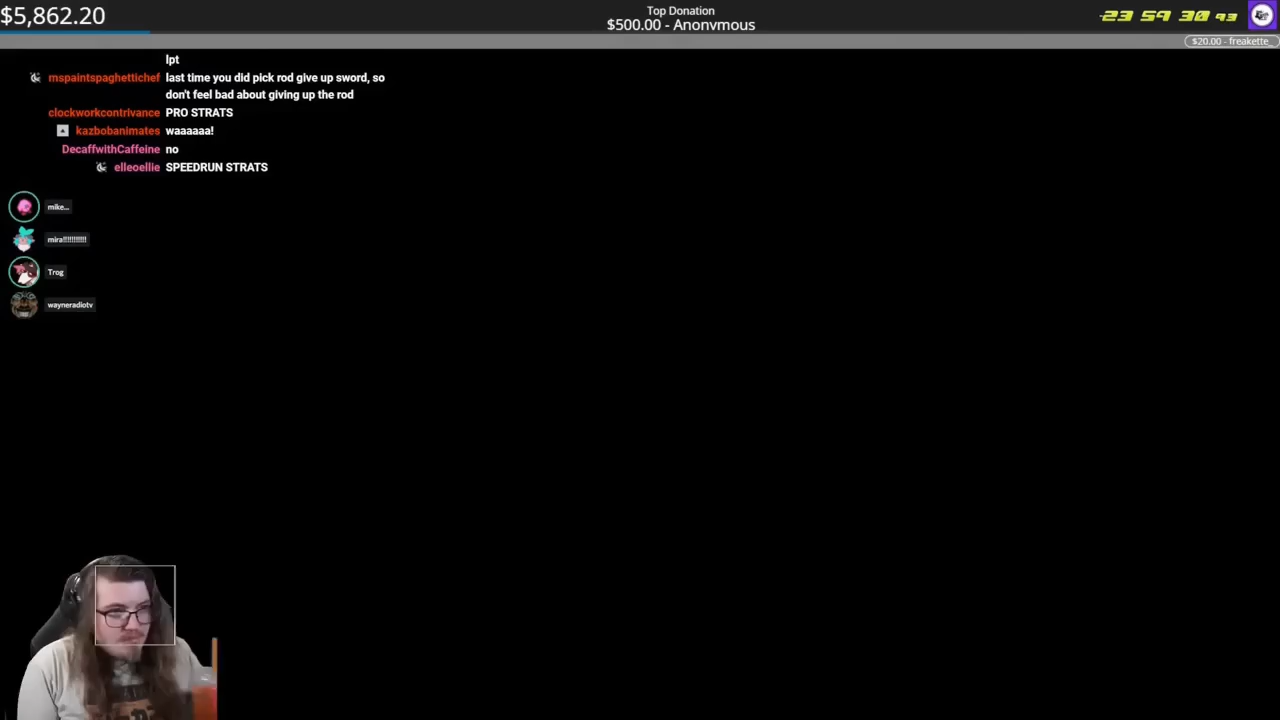 $5,862.20
Top Donation
$500.00 - Anonymous
-23 59 30 93
$20.00 - freakette_
lpt
mspaintspaghettichef last time you did pick rod give up sword, so
don't feel bad about giving up the rod
clockworkcontrivance PRO STRATS
kazbobanimates waaaaaa!
DecaffwithCaffeine no
elleoellie SPEEDRUN STRATS
mike...
mira!!!!!!!!!!!
Trog
wayneradiotv